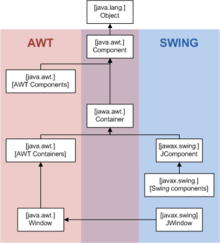 [java.lang.]
Object
AWT
SWING
[java.awt.]
Component
[java.awt.]
[AWT Components]
[java.awt.]
Container
[java.awt.]
[AWT Containers]
[javax.swing.]
JComponent
[javax.swing.]
[Swing components]
[java.awt.]
Window
[javax.swing]
JWindow